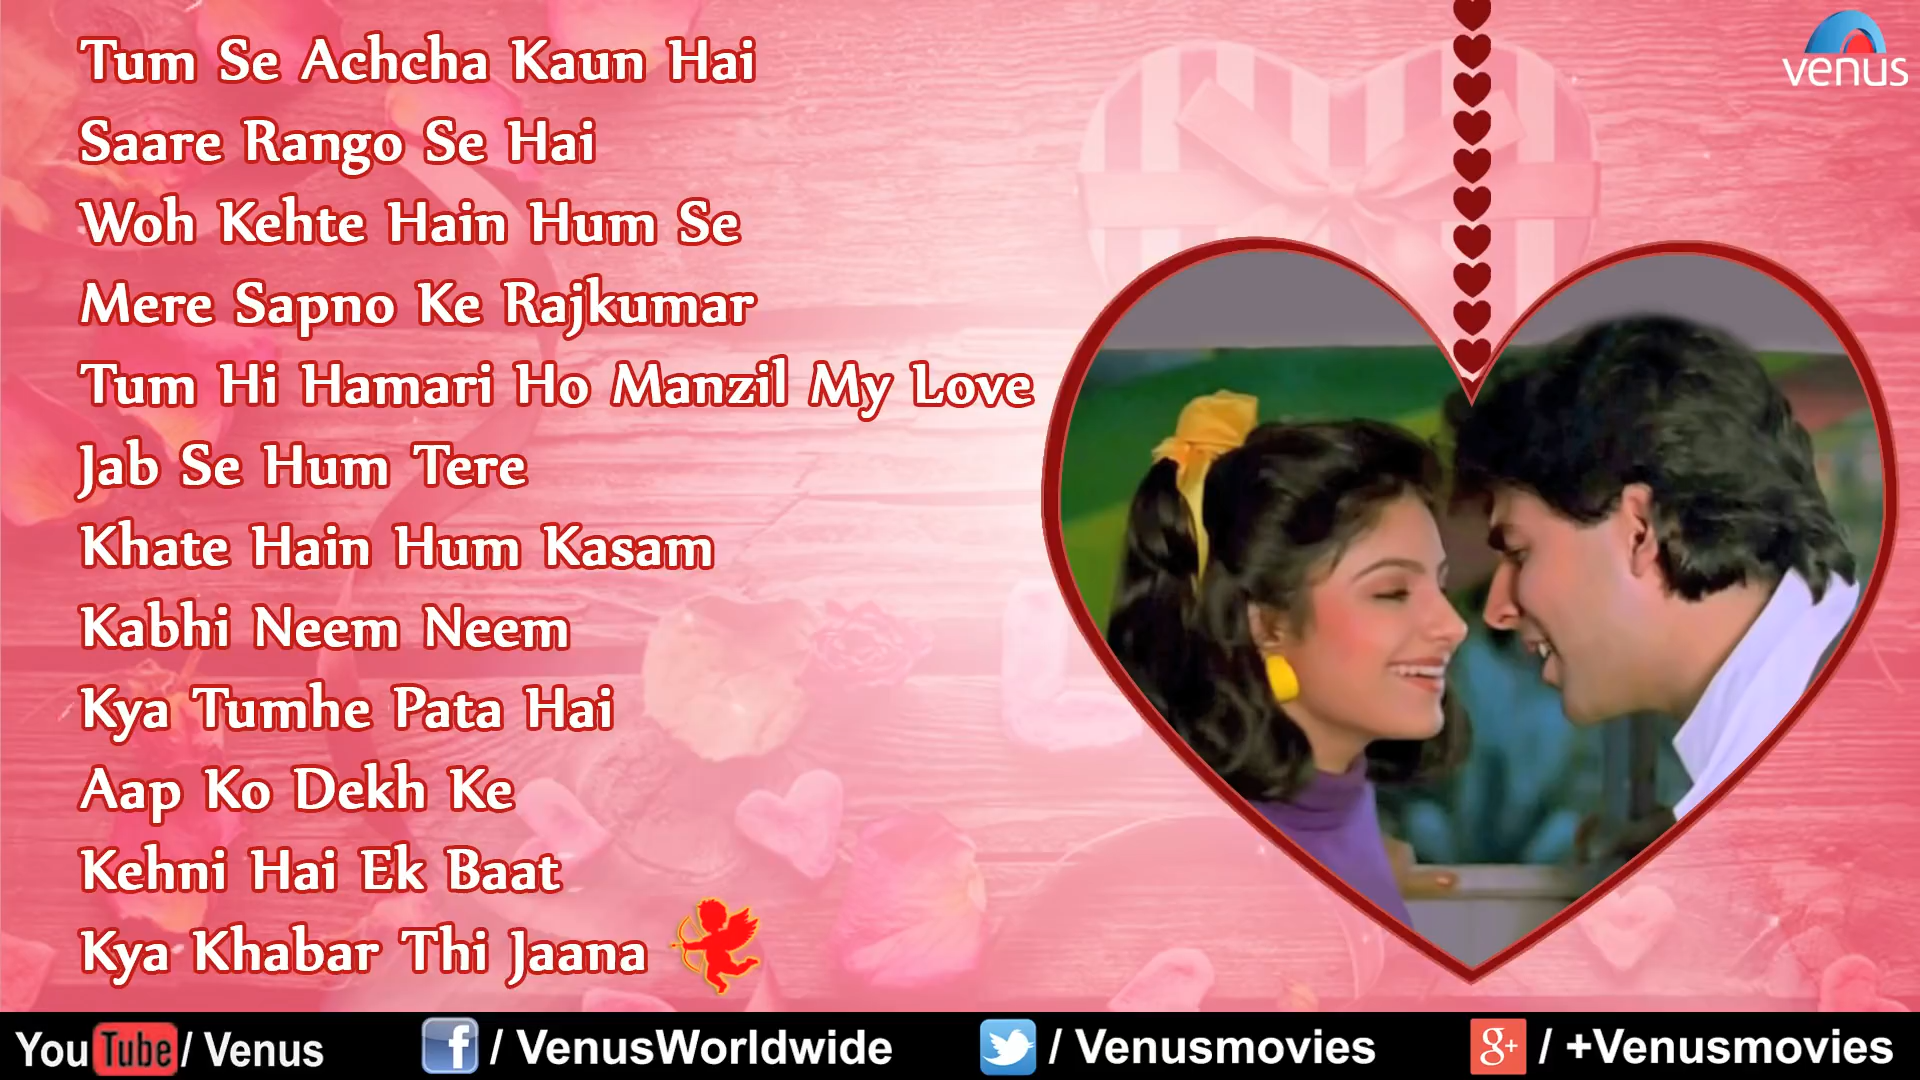 Tum Se Achcha Kaun Hai
Saare Rango Se Hai
Woh Kehte Hain Hum Se
Mere Sapno Ke Rajkumar
Tum Hi Hamari Ho Manzil My Love
Jab Se Hum Tere
Khate Hain Hum Kasam
Kabhi Neem Neem
Kya Tumhe Pata Hai
Aap Ko Dekh Ke
Kehni Hai Ek Baat
Kya Khabar Thi Jaana
venus
YouTube / Venus
f / VenusWorldwide
/ Venusmovies
g+ / +Venusmovies